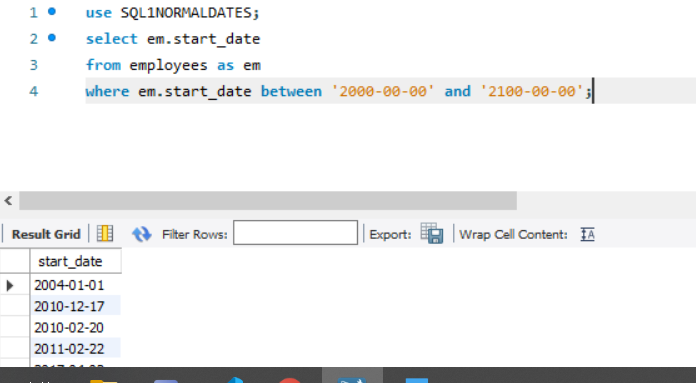 1 use SQL1NORMALDATES;
2 select em.start_date
3 from employees as em
4 where em.start_date between '2000-00-00' and '2100-00-00';
Result Grid Filter Rows: Export: Wrap Cell Content: IA
start_date
2004-01-01
2010-12-17
2010-02-20
2011-02-22